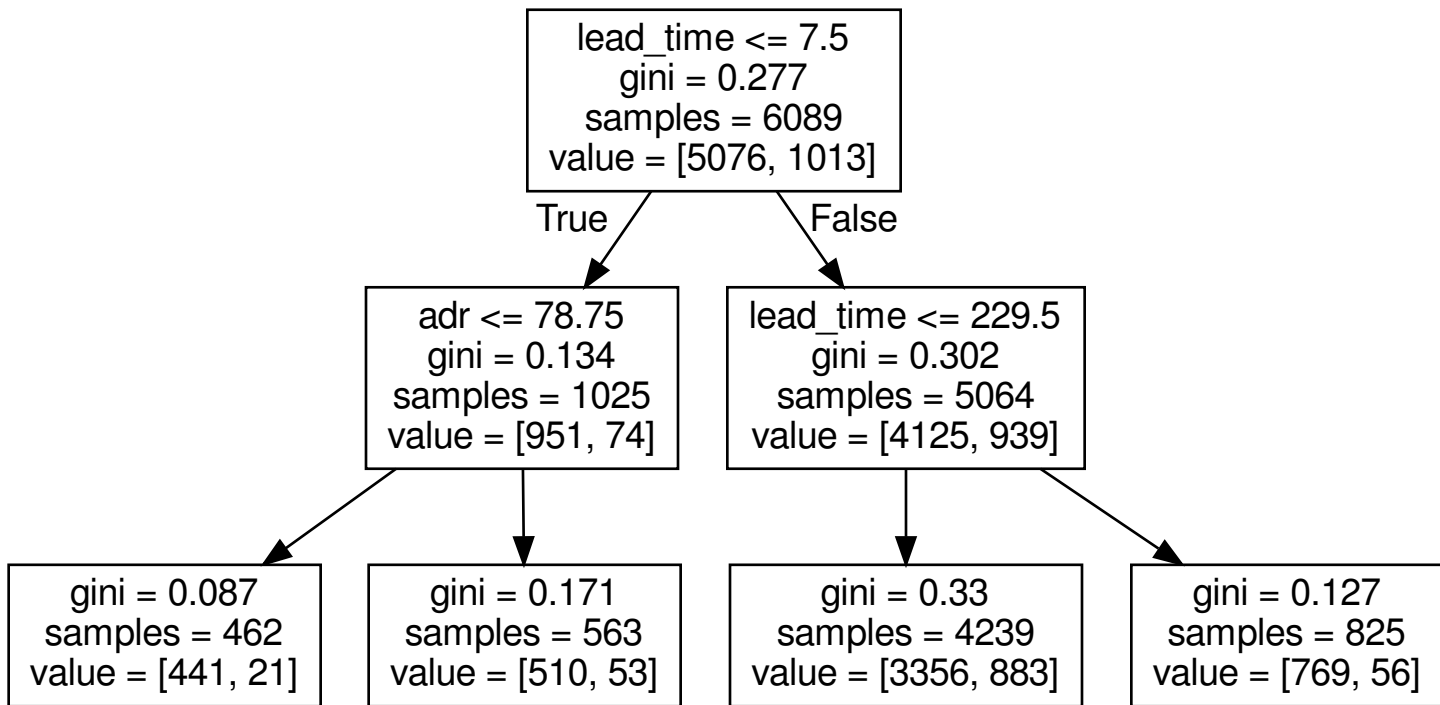 lead_time <= 7.5
gini = 0.277
samples = 6089
value = [5076, 1013]
True
False
adr <= 78.75
gini = 0.134
samples = 1025
value = [951, 74]
lead_time <= 229.5
gini = 0.302
samples = 5064
value = [4125, 939]
gini = 0.087
samples = 462
value = [441, 21]
gini = 0.171
samples = 563
value = [510, 53]
gini = 0.33
samples = 4239
value = [3356, 883]
gini = 0.127
samples = 825
value = [769, 56]